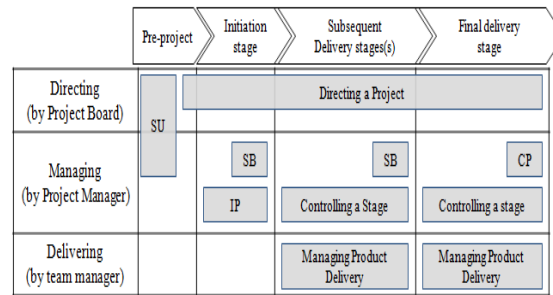 Pre-project
Initiation
stage
Subsequent
Delivery stages(s)
Final delivery
stage
Directing
(by Project Board)
SU
Directing a Project
Managing
(by Project Manager)
SB
SB
CP
IP
Controlling a Stage
Controlling a stage
Delivering
(by team manager)
Managing Product
Delivery
Managing Product
Delivery